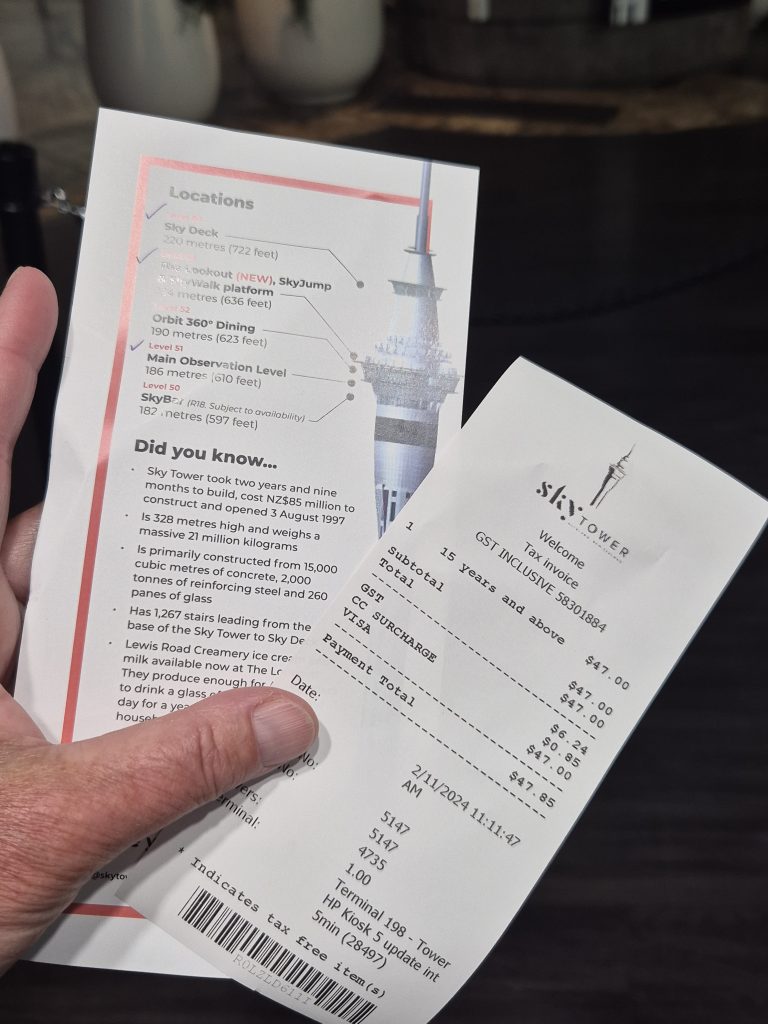 Locations
Sky Deck
220 metres (722 feet)
Lookout (NEW), SkyJump
& SkyWalk platform
metres (636 feet)
Level 52
Orbit 360° Dining
190 metres (623 feet)
Level 51
Main Observation Level
186 metres (610 feet)
Level 50
SkyBar (R18. Subject to availability)
182 metres (597 feet)
Did you know...
• Sky Tower took two years and nine
months to build, cost NZ$85 million to
construct and opened 3 August 1997
• Is 328 metres high and weighs a
massive 21 million kilograms
• Is primarily constructed from 15,000
cubic metres of concrete, 2,000
tonnes of reinforcing steel and 260
panes of glass
• Has 1,267 stairs leading from the
base of the Sky Tower to Sky De
• Lewis Road Creamery ice cre
milk available now at The Lo
They produce enough for
to drink a glass
day for a yea
househ
@skytow
sky TOWER
Welcome
Tax invoice
GST INCLUSIVE 58301884
1 15 years and above $47.00
Subtotal $47.00
Total $47.00
GST $6.24
CC SURCHARGE $0.85
VISA $47.00
Payment Total $47.85
Date: 2/11/2024 11:11:47
AM
No: 5147
No: 5147
4735
ers: 1.00
erminal: Terminal 198 - Tower
HP Kiosk 5 update int
5min (28497)
* Indicates tax free item(s)